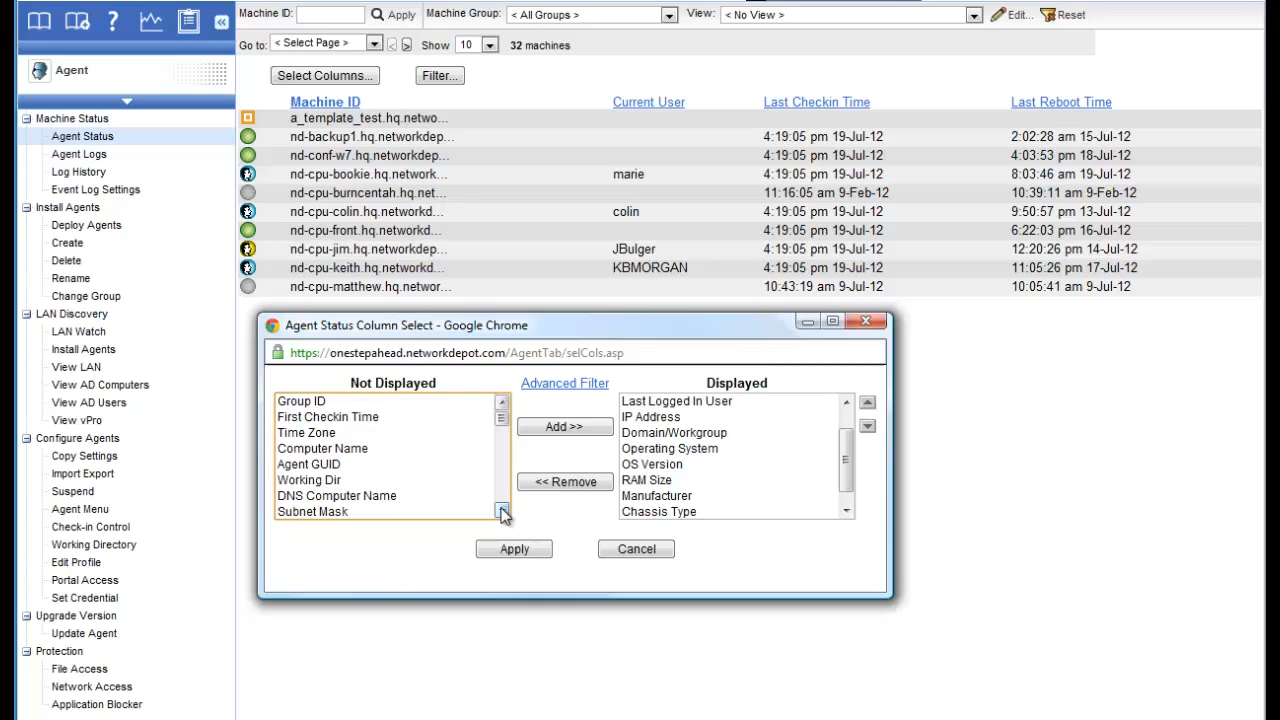 Machine ID: Apply Machine Group: < All Groups > View: < No View > Edit... Reset
Go to: < Select Page > < > Show 10 32 machines
Agent
Select Columns... Filter...
Machine ID Current User Last Checkin Time Last Reboot Time
a_template_test.hq.netwo...
nd-backup1.hq.networkdep... 4:19:05 pm 19-Jul-12 2:02:28 am 15-Jul-12
nd-conf-w7.hq.networkdep... 4:19:05 pm 19-Jul-12 4:03:53 pm 18-Jul-12
nd-cpu-bookie.hq.network... marie 4:19:05 pm 19-Jul-12 8:03:46 am 19-Jul-12
nd-cpu-burncentah.hq.net... 11:16:05 am 9-Feb-12 10:39:11 am 9-Feb-12
nd-cpu-colin.hq.networkd... colin 4:19:05 pm 19-Jul-12 9:50:57 pm 13-Jul-12
nd-cpu-front.hq.networkd... 4:19:05 pm 19-Jul-12 6:22:03 pm 16-Jul-12
nd-cpu-jim.hq.networkdep... JBulger 4:19:05 pm 19-Jul-12 12:20:26 pm 14-Jul-12
nd-cpu-keith.hq.networkd... KBMORGAN 4:19:05 pm 19-Jul-12 11:05:26 pm 17-Jul-12
nd-cpu-matthew.hq.networ... 10:43:19 am 9-Jul-12 10:05:41 am 9-Jul-12
Machine Status
Agent Status
Agent Logs
Log History
Event Log Settings
Install Agents
Deploy Agents
Create
Delete
Rename
Change Group
LAN Discovery
LAN Watch
Install Agents
View LAN
View AD Computers
View AD Users
View vPro
Configure Agents
Copy Settings
Import Export
Suspend
Agent Menu
Check-in Control
Working Directory
Edit Profile
Portal Access
Set Credential
Upgrade Version
Update Agent
Protection
File Access
Network Access
Application Blocker
Agent Status Column Select - Google Chrome
https://onestepahead.networkdepot.com/AgentTab/selCols.asp
Not Displayed Advanced Filter Displayed
Group ID
First Checkin Time
Time Zone
Computer Name
Agent GUID
Working Dir
DNS Computer Name
Subnet Mask
Add >>
<< Remove
Last Logged In User
IP Address
Domain/Workgroup
Operating System
OS Version
RAM Size
Manufacturer
Chassis Type
Apply Cancel